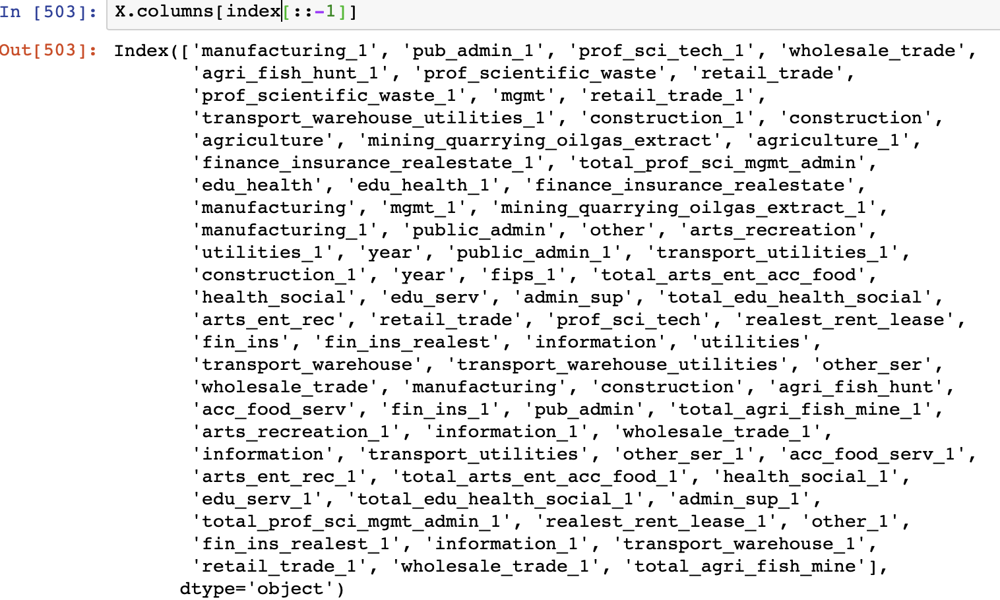 In [503]: X.columns[index[::-1]]
Out[503]: Index(['manufacturing_1', 'pub_admin_1', 'prof_sci_tech_1', 'wholesale_trade',
'agri_fish_hunt_1', 'prof_scientific_waste', 'retail_trade',
'prof_scientific_waste_1', 'mgmt', 'retail_trade_1',
'transport_warehouse_utilities_1', 'construction_1', 'construction',
'agriculture', 'mining_quarrying_oilgas_extract', 'agriculture_1',
'finance_insurance_realestate_1', 'total_prof_sci_mgmt_admin',
'edu_health', 'edu_health_1', 'finance_insurance_realestate',
'manufacturing', 'mgmt_1', 'mining_quarrying_oilgas_extract_1',
'manufacturing_1', 'public_admin', 'other', 'arts_recreation',
'utilities_1', 'year', 'public_admin_1', 'transport_utilities_1',
'construction_1', 'year', 'fips_1', 'total_arts_ent_acc_food',
'health_social', 'edu_serv', 'admin_sup', 'total_edu_health_social',
'arts_ent_rec', 'retail_trade', 'prof_sci_tech', 'realest_rent_lease',
'fin_ins', 'fin_ins_realest', 'information', 'utilities',
'transport_warehouse', 'transport_warehouse_utilities', 'other_ser',
'wholesale_trade', 'manufacturing', 'construction', 'agri_fish_hunt',
'acc_food_serv', 'fin_ins_1', 'pub_admin', 'total_agri_fish_mine_1',
'arts_recreation_1', 'information_1', 'wholesale_trade_1',
'information', 'transport_utilities', 'other_ser_1', 'acc_food_serv_1',
'arts_ent_rec_1', 'total_arts_ent_acc_food_1', 'health_social_1',
'edu_serv_1', 'total_edu_health_social_1', 'admin_sup_1',
'total_prof_sci_mgmt_admin_1', 'realest_rent_lease_1', 'other_1',
'fin_ins_realest_1', 'information_1', 'transport_warehouse_1',
'retail_trade_1', 'wholesale_trade_1', 'total_agri_fish_mine'],
dtype='object')